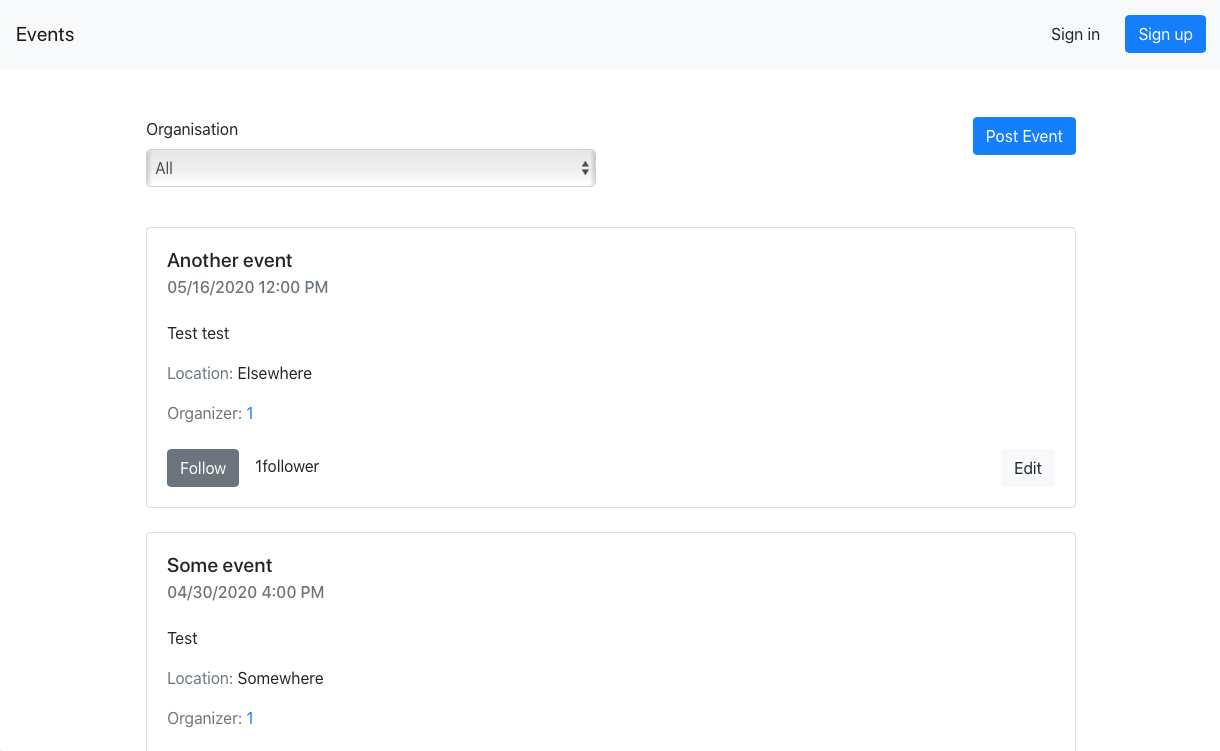 Events
Sign in
Sign up
Organisation
Post Event
All
Another event
05/16/2020 12:00 PM
Test test
Location: Elsewhere
Organizer: 1
Follow
1follower
Edit
Some event
04/30/2020 4:00 PM
Test
Location: Somewhere
Organizer: 1